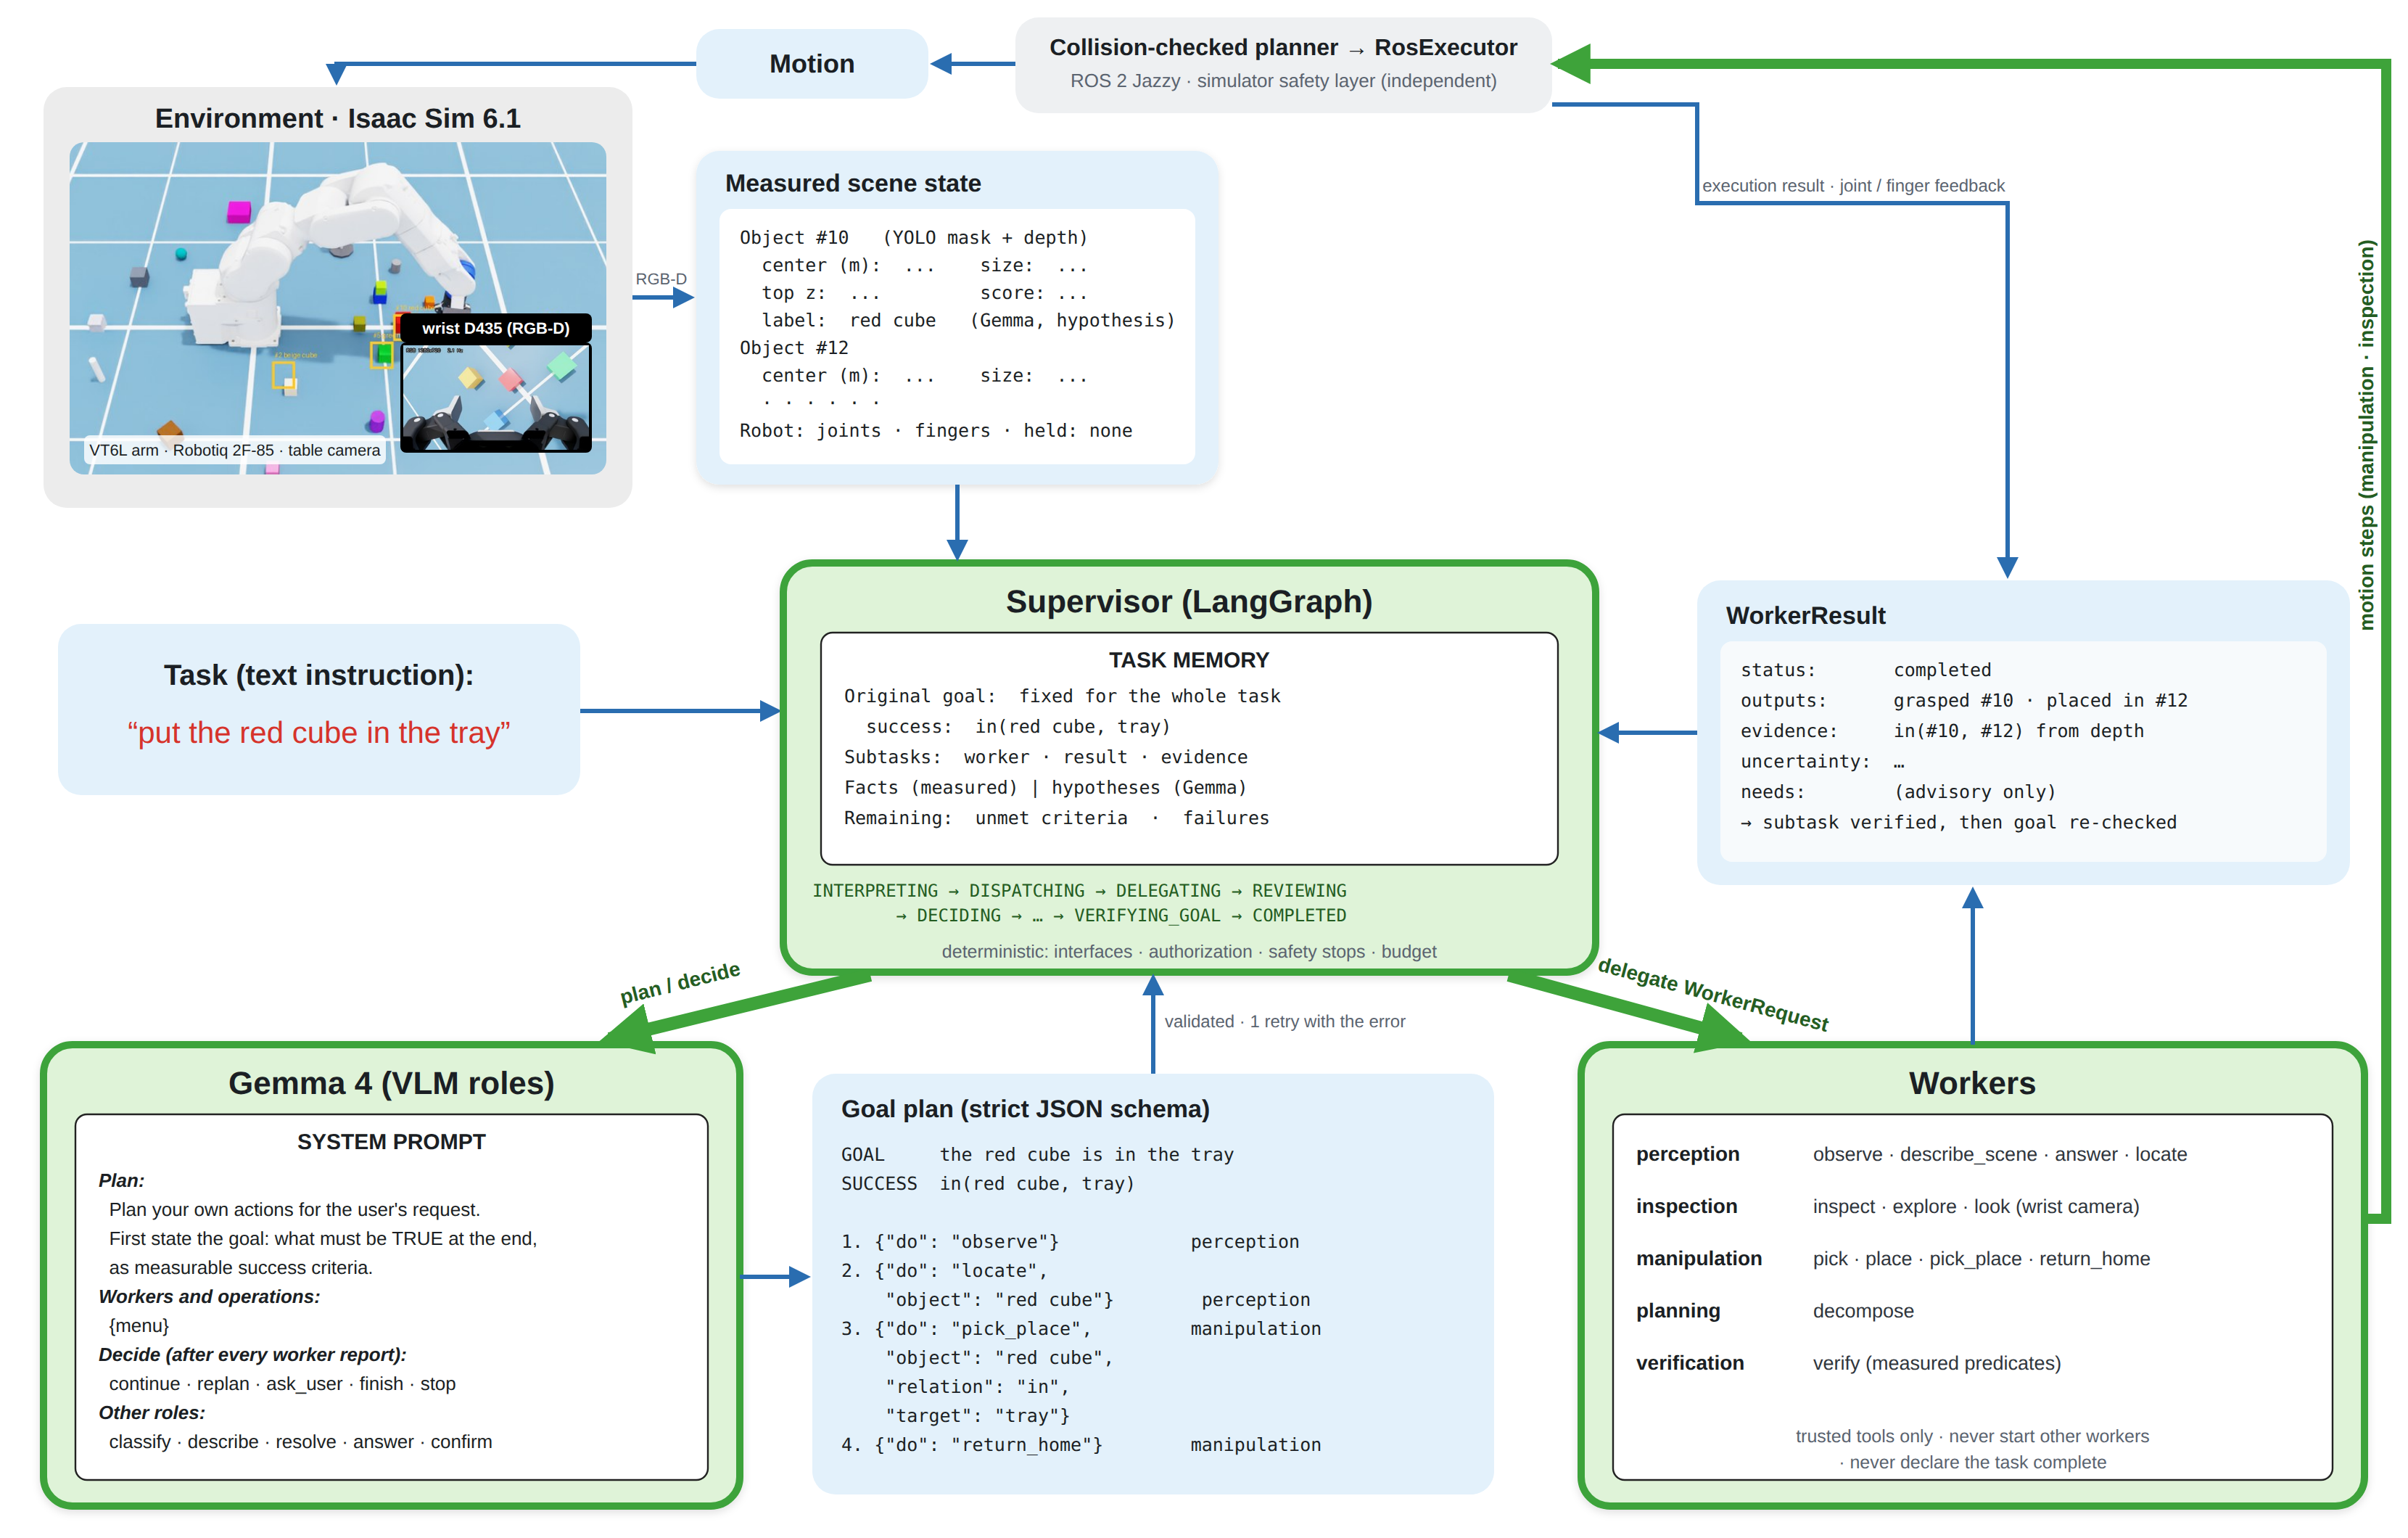 Motion
Collision-checked planner → RosExecutor
ROS 2 Jazzy · simulator safety layer (independent)
Environment · Isaac Sim 6.1
#2 beige cube
wrist D435 (RGB-D)
VT6L arm · Robotiq 2F-85 · table camera
RGB-D
Measured scene state
Object #10   (YOLO mask + depth)
center (m):  ...    size:  ...
top z:  ...         score: ...
label:  red cube   (Gemma, hypothesis)
Object #12
center (m):  ...    size:  ...
· · · · · ·
Robot: joints · fingers · held: none
execution result · joint / finger feedback
motion steps (manipulation · inspection)
Task (text instruction):
“put the red cube in the tray”
Supervisor (LangGraph)
TASK MEMORY
Original goal:  fixed for the whole task
success:  in(red cube, tray)
Subtasks:  worker · result · evidence
Facts (measured) | hypotheses (Gemma)
Remaining:  unmet criteria  ·  failures
INTERPRETING → DISPATCHING → DELEGATING → REVIEWING
→ DECIDING → … → VERIFYING_GOAL → COMPLETED
deterministic: interfaces · authorization · safety stops · budget
WorkerResult
status:       completed
outputs:      grasped #10 · placed in #12
evidence:     in(#10, #12) from depth
uncertainty:  …
needs:        (advisory only)
→ subtask verified, then goal re-checked
plan / decide
validated · 1 retry with the error
delegate WorkerRequest
Gemma 4 (VLM roles)
SYSTEM PROMPT
Plan:
Plan your own actions for the user's request.
First state the goal: what must be TRUE at the end,
as measurable success criteria.
Workers and operations:
{menu}
Decide (after every worker report):
continue · replan · ask_user · finish · stop
Other roles:
classify · describe · resolve · answer · confirm
Goal plan (strict JSON schema)
GOAL     the red cube is in the tray
SUCCESS  in(red cube, tray)
1. {"do": "observe"}            perception
2. {"do": "locate",
"object": "red cube"}        perception
3. {"do": "pick_place",         manipulation
"object": "red cube",
"relation": "in",
"target": "tray"}
4. {"do": "return_home"}        manipulation
Workers
perception observe · describe_scene · answer · locate
inspection inspect · explore · look (wrist camera)
manipulation pick · place · pick_place · return_home
planning decompose
verification verify (measured predicates)
trusted tools only · never start other workers
· never declare the task complete